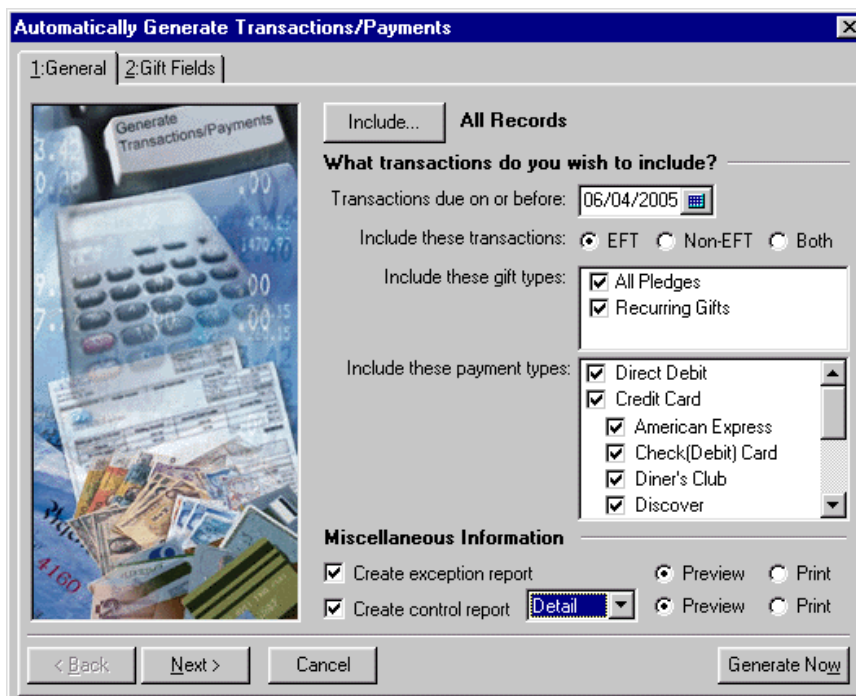 Automatically Generate Transactions/Payments
1:General 2:Gift Fields
Generate
Transactions/Payments
Include... All Records
What transactions do you wish to include?
Transactions due on or before: 06/04/2005
Include these transactions: EFT Non-EFT Both
Include these gift types: All Pledges
Recurring Gifts
Include these payment types: Direct Debit
Credit Card
American Express
Check(Debit) Card
Diner's Club
Discover
Miscellaneous Information
Create exception report Preview Print
Create control report Detail Preview Print
4160
< Back Next > Cancel Generate Now